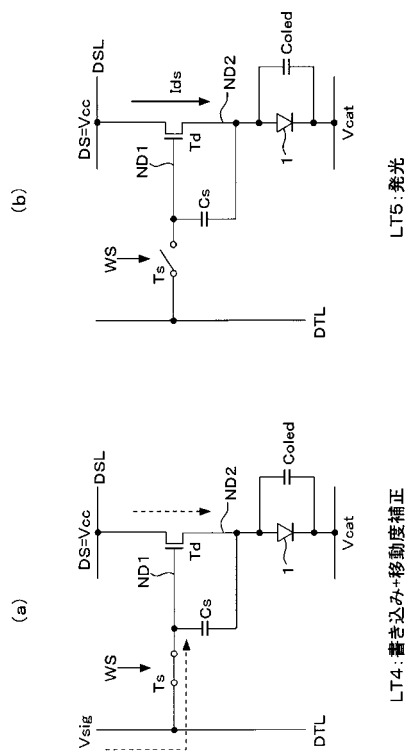 (a)
Vsig
DS=Vcc
DSL
WS
Ts
ND1
Td
ND2
Cs
Coled
1
DTL
Vcat
LT4:書き込み+移動度補正
(b)
DS=Vcc
DSL
Ids
WS
Ts
ND1
Td
ND2
Cs
Coled
1
DTL
Vcat
LT5:発光